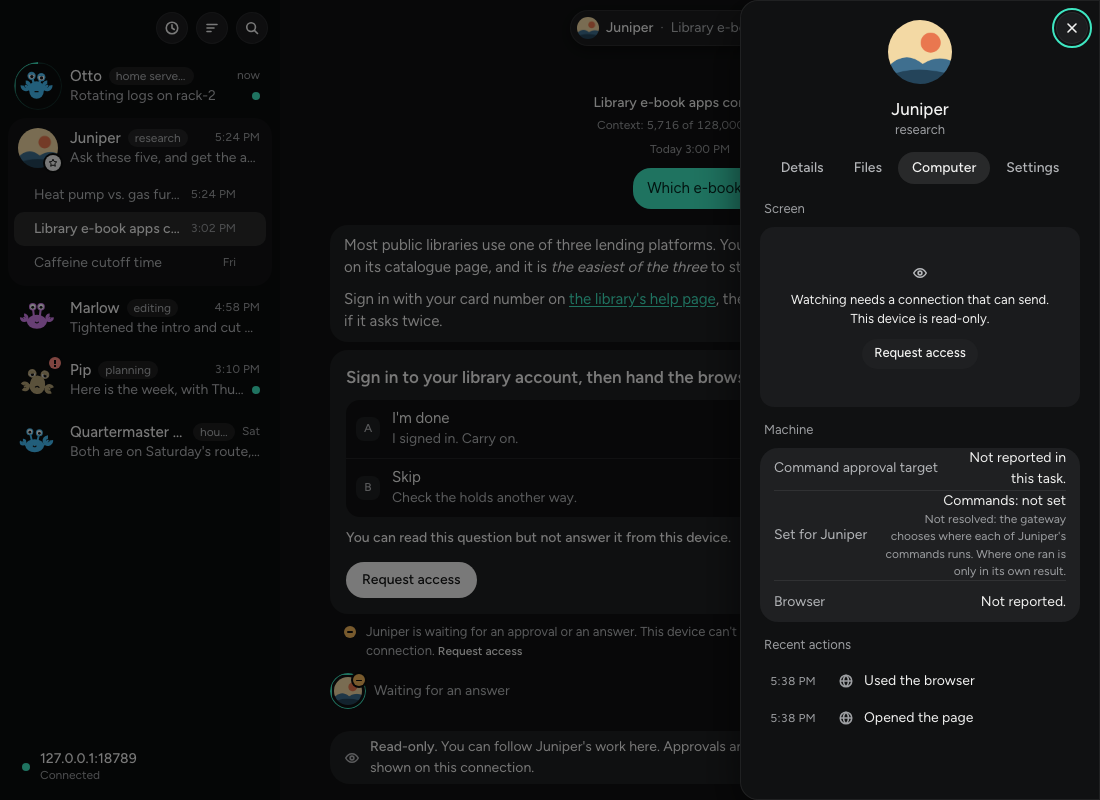 Otto home serve... now
Rotating logs on rack-2
Juniper research 5:24 PM
Ask these five, and get the a...
Heat pump vs. gas fur... 5:24 PM
Library e-book apps c... 3:02 PM
Caffeine cutoff time Fri
Marlow editing 4:58 PM
Tightened the intro and cut ...
Pip planning 3:10 PM
Here is the week, with Thu...
Quartermaster ... hou... Sat
Both are on Saturday's route,...
127.0.0.1:18789
Connected
Juniper · Library e-b
Library e-book apps co
Context: 5,716 of 128,000
Today 3:00 PM
Which e-book
Most public libraries use one of three lending platforms. You
on its catalogue page, and it is the easiest of the three to st
Sign in with your card number on the library's help page, the
if it asks twice.
Sign in to your library account, then hand the brows
A I'm done
I signed in. Carry on.
B Skip
Check the holds another way.
You can read this question but not answer it from this device.
Request access
Juniper is waiting for an approval or an answer. This device can't
connection. Request access
Waiting for an answer
Read-only. You can follow Juniper's work here. Approvals a
shown on this connection.
Juniper
research
Details Files Computer Settings
Screen
Watching needs a connection that can send.
This device is read-only.
Request access
Machine
Command approval target Not reported in
this task.
Set for Juniper Commands: not set
Not resolved: the gateway
chooses where each of Juniper's
commands runs. Where one ran is
only in its own result.
Browser Not reported.
Recent actions
5:38 PM Used the browser
5:38 PM Opened the page